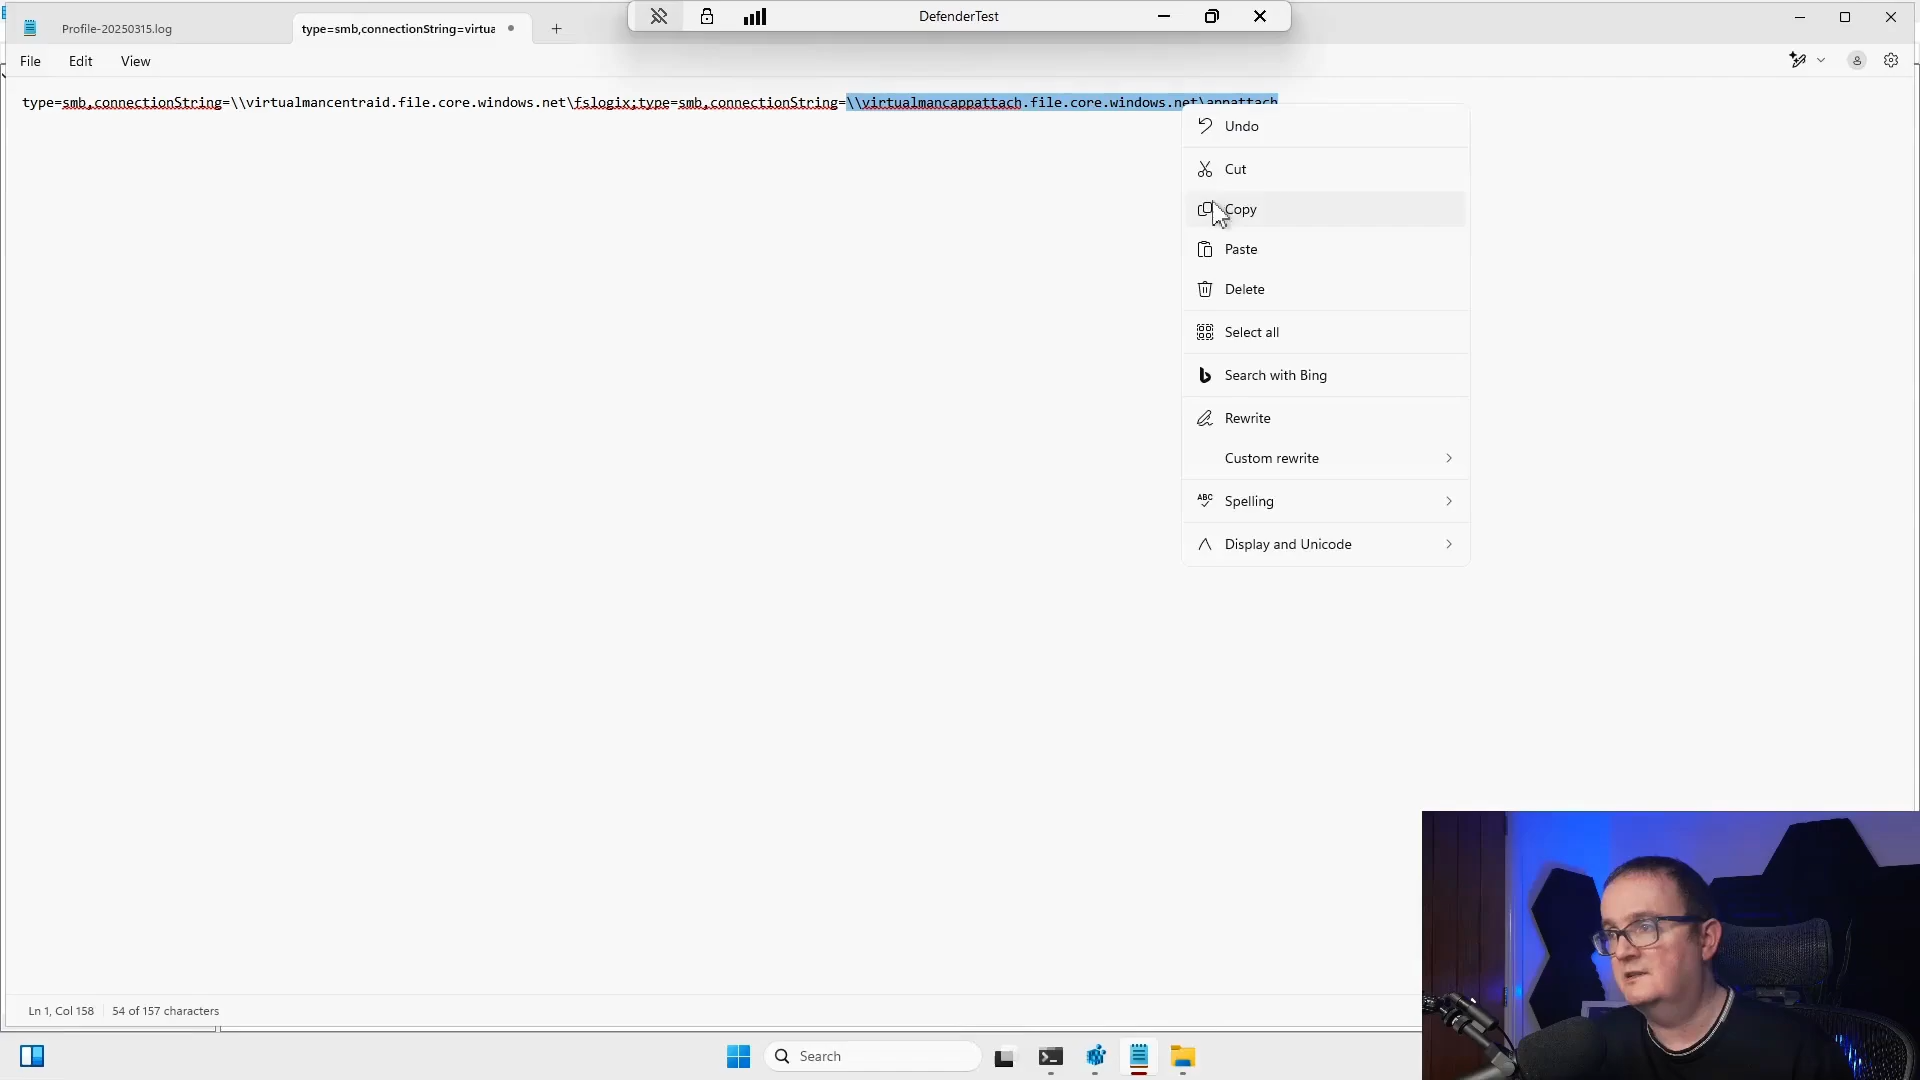 DefenderTest
Profile-20250315.log
type=smb,connectionString=virtua
File
Edit
View
type=smb,connectionString=\\virtualmancentraid.file.core.windows.net\fslogix;type=smb,connectionString=\\virtualmancappattach.file.core.windows.net\appattach
Undo
Cut
Copy
Paste
Delete
Select all
Search with Bing
Rewrite
Custom rewrite
ABC
Spelling
Display and Unicode
Ln 1, Col 158
54 of 157 characters
Search